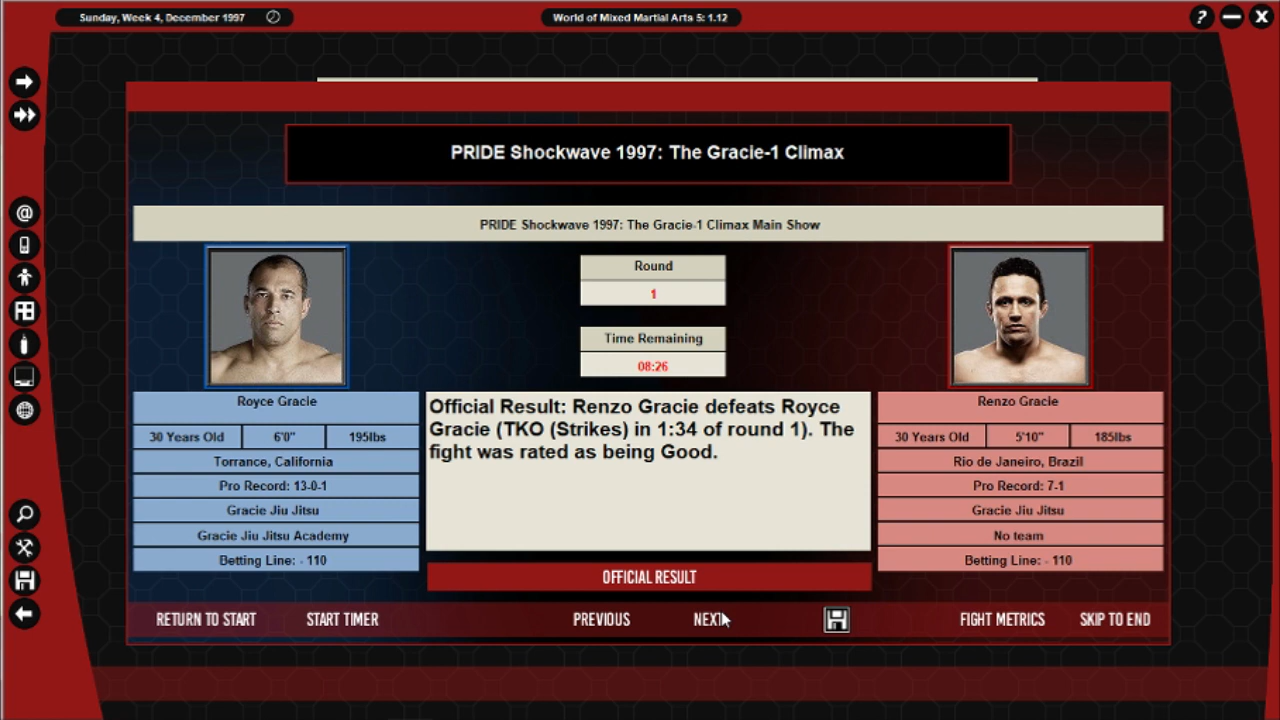 Sunday, Week 4, December 1997
World of Mixed Martial Arts 5: 1.12
?
X
@
PRIDE Shockwave 1997: The Gracie-1 Climax
PRIDE Shockwave 1997: The Gracie-1 Climax Main Show
Round
1
Time Remaining
08:26
Royce Gracie
30 Years Old
6'0"
195lbs
Torrance, California
Pro Record: 13-0-1
Gracie Jiu Jitsu
Gracie Jiu Jitsu Academy
Betting Line: - 110
Official Result: Renzo Gracie defeats Royce
Gracie (TKO (Strikes) in 1:34 of round 1). The
fight was rated as being Good.
OFFICIAL RESULT
Renzo Gracie
30 Years Old
5'10"
185lbs
Rio de Janeiro, Brazil
Pro Record: 7-1
Gracie Jiu Jitsu
No team
Betting Line: - 110
RETURN TO START
START TIMER
PREVIOUS
NEXT
FIGHT METRICS
SKIP TO END